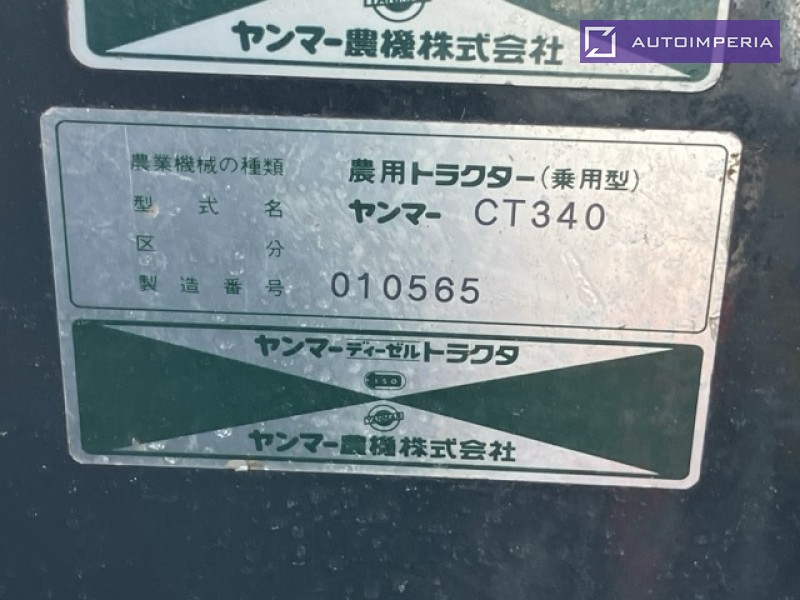 ヤンマー農機株式会社
AUTOIMPERIA
農業機械の種類 農用トラクター(乗用型)
型式名 ヤンマー CT340
区分
製造番号 010565
ヤンマーディーゼルトラクタ
ISO
YANMAR
ヤンマー農機株式会社